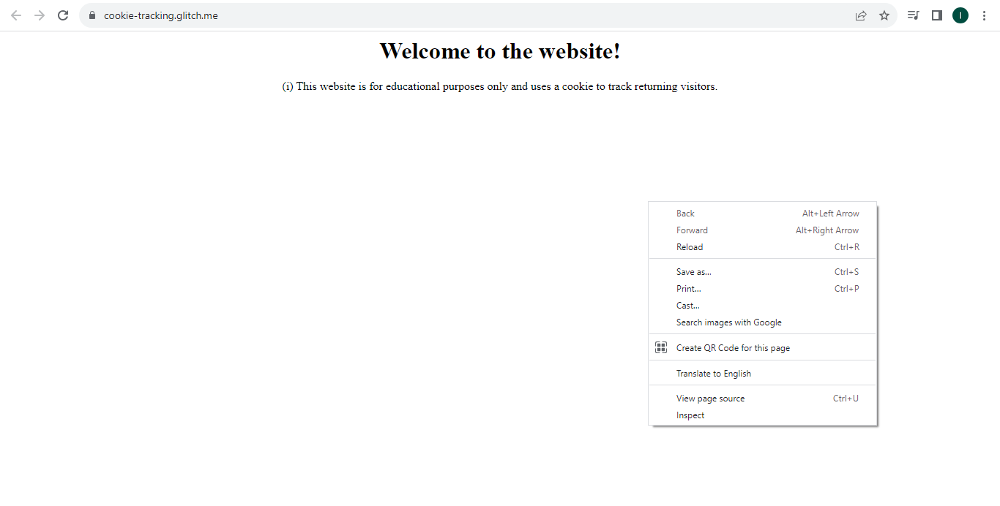 cookie-tracking.glitch.me
I
Welcome to the website!
(i) This website is for educational purposes only and uses a cookie to track returning visitors.
Back Alt+Left Arrow
Forward Alt+Right Arrow
Reload Ctrl+R
Save as... Ctrl+S
Print... Ctrl+P
Cast...
Search images with Google
Create QR Code for this page
Translate to English
View page source Ctrl+U
Inspect